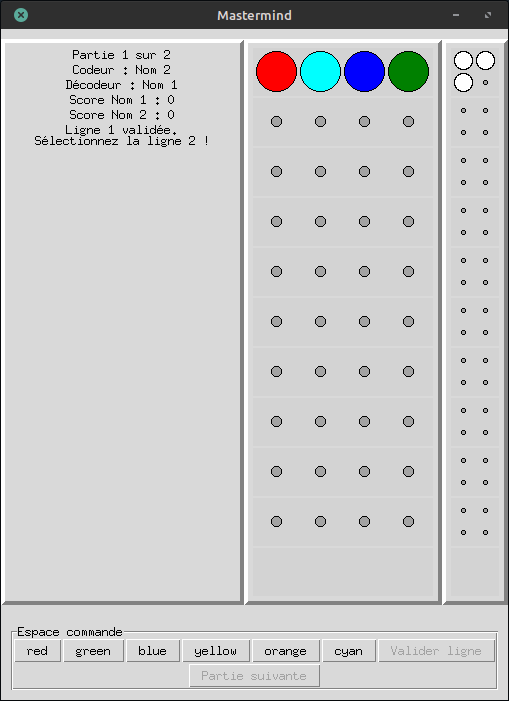 Mastermind
Partie 1 sur 2
Codeur : Nom 2
Décodeur : Nom 1
Score Nom 1 : 0
Score Nom 2 : 0
Ligne 1 validée.
Sélectionnez la ligne 2 !
Espace commande
red green blue yellow orange cyan Valider ligne
Partie suivante